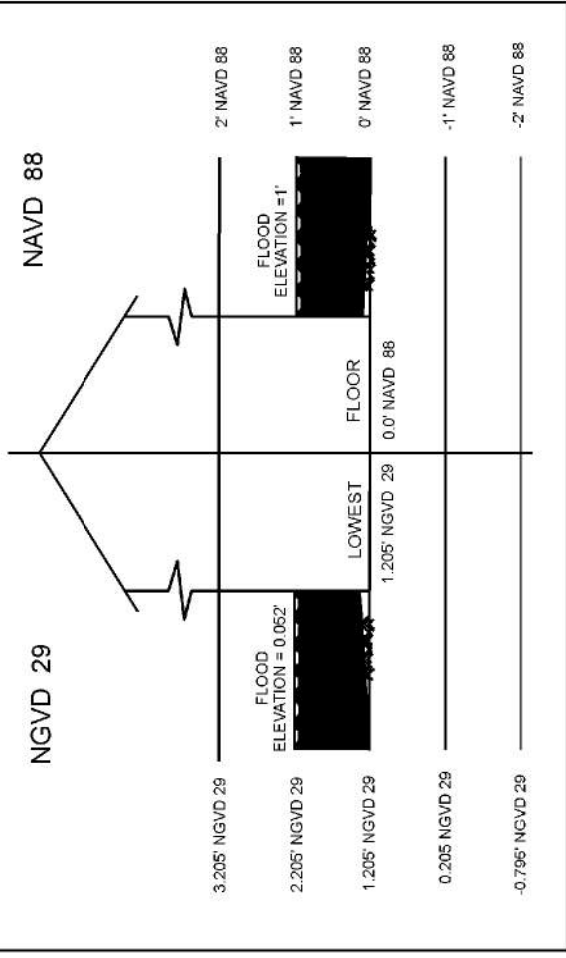 NGVD 29
NAVD 88
3.205' NGVD 29
2' NAVD 88
FLOOD
ELEVATION = 0.052'
FLOOD
ELEVATION =1'
2.205' NGVD 29
1' NAVD 88
LOWEST
FLOOR
1.205' NGVD 29
0' NAVD 88
1.205' NGVD 29
0.0' NAVD 88
0.205 NGVD 29
-1' NAVD 88
-0.796' NGVD 29
-2' NAVD 88